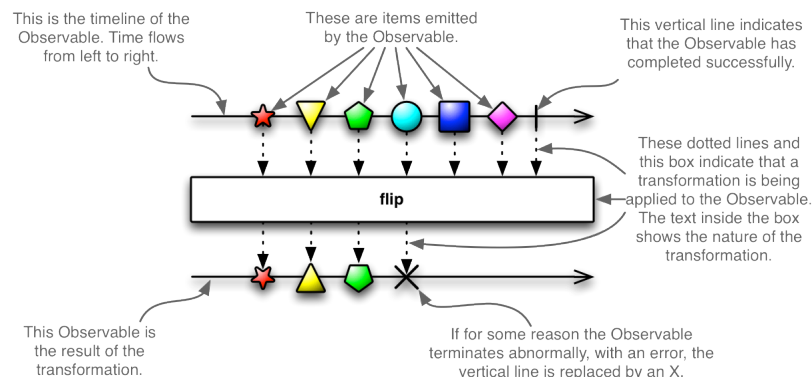 This is the timeline of the
Observable. Time flows
from left to right.
These are items emitted
by the Observable.
This vertical line indicates
that the Observable has
completed successfully.
These dotted lines and
this box indicate that a
transformation is being
applied to the Observable.
The text inside the box
shows the nature of the
transformation.
flip
This Observable is
the result of the
transformation.
If for some reason the Observable
terminates abnormally, with an error, the
vertical line is replaced by an X.